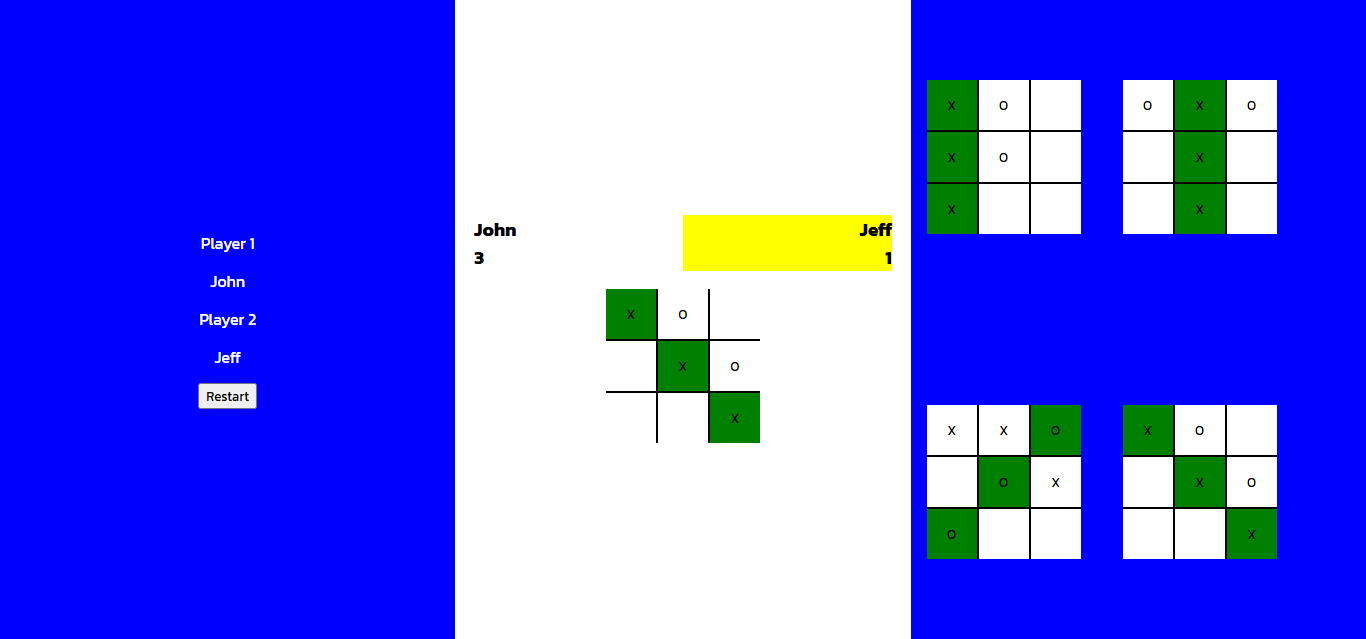 Player 1
John
Player 2
Jeff
Restart
John Jeff
3 1
X O
X O
X
X O
X O
X
O X O
X
X
X X O
O X
O
X O
X O
X